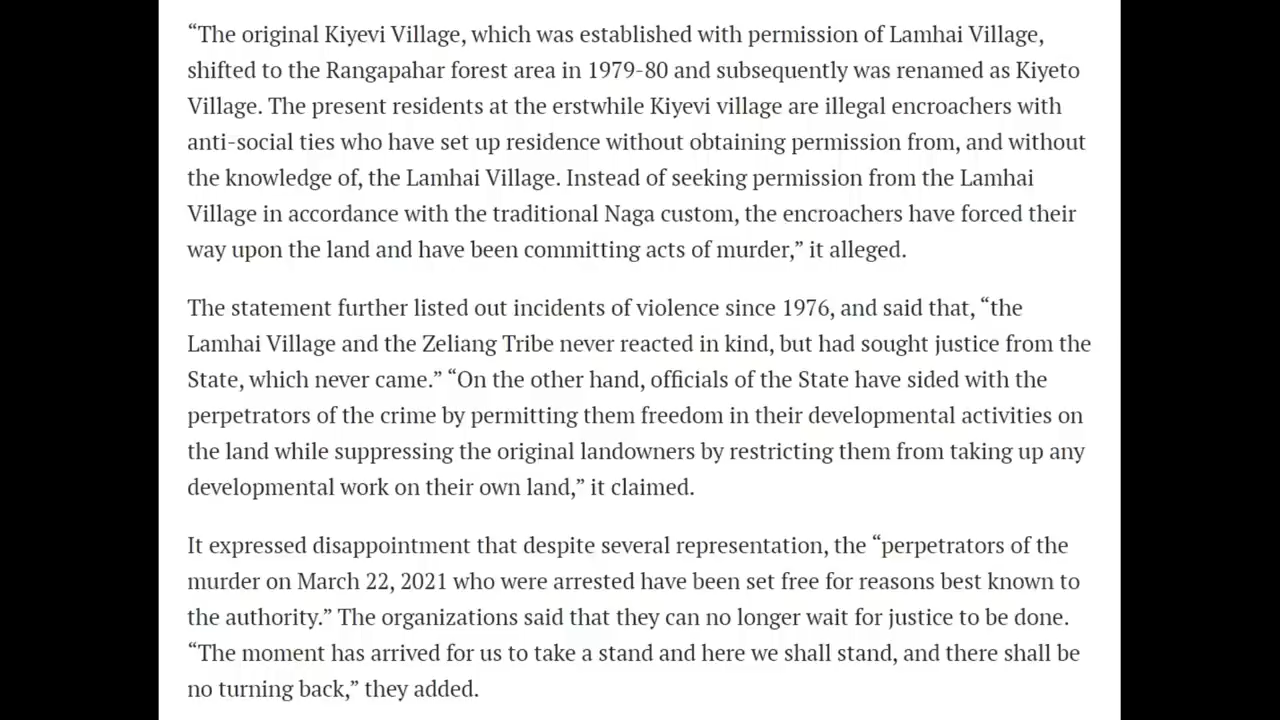 “The original Kiyevi Village, which was established with permission of Lamhai Village,
shifted to the Rangapahar forest area in 1979-80 and subsequently was renamed as Kiyeto
Village. The present residents at the erstwhile Kiyevi village are illegal encroachers with
anti-social ties who have set up residence without obtaining permission from, and without
the knowledge of, the Lamhai Village. Instead of seeking permission from the Lamhai
Village in accordance with the traditional Naga custom, the encroachers have forced their
way upon the land and have been committing acts of murder,” it alleged.
The statement further listed out incidents of violence since 1976, and said that, “the
Lamhai Village and the Zeliang Tribe never reacted in kind, but had sought justice from the
State, which never came.” “On the other hand, officials of the State have sided with the
perpetrators of the crime by permitting them freedom in their developmental activities on
the land while suppressing the original landowners by restricting them from taking up any
developmental work on their own land,” it claimed.
It expressed disappointment that despite several representation, the “perpetrators of the
murder on March 22, 2021 who were arrested have been set free for reasons best known to
the authority.” The organizations said that they can no longer wait for justice to be done.
“The moment has arrived for us to take a stand and here we shall stand, and there shall be
no turning back,” they added.